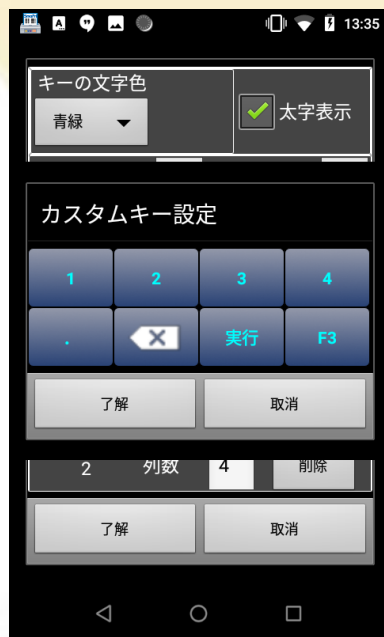 13:35
キーの文字色
青緑
太字表示
カスタムキー設定
1 2 3 4
. 実行 F3
了解 取消
2 列数 4 削除
了解 取消